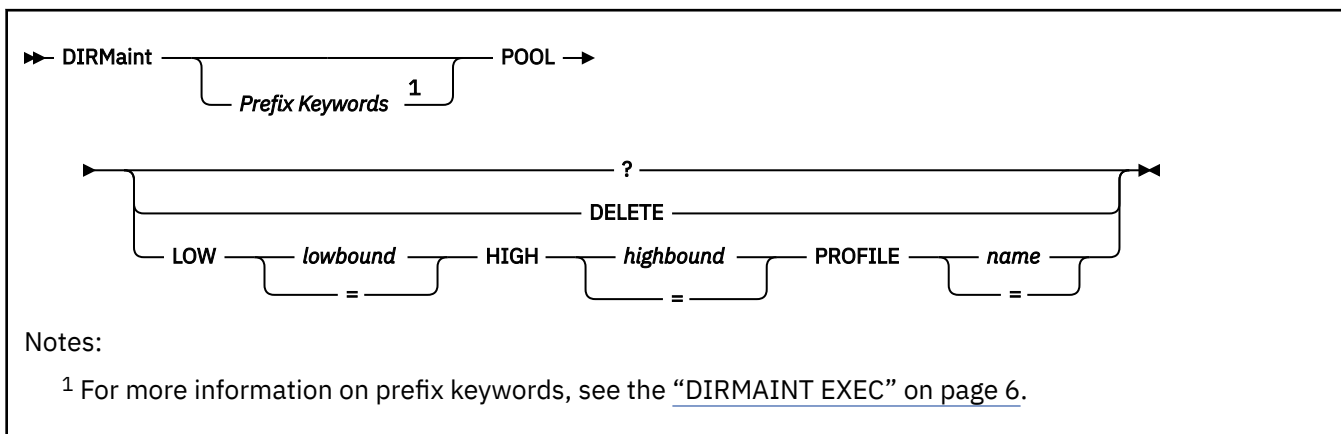 DIRMaint POOL
Prefix Keywords 1
?
DELETE
LOW lowbound HIGH highbound PROFILE name
= = =
Notes:
1 For more information on prefix keywords, see the “DIRMAINT EXEC” on page 6.